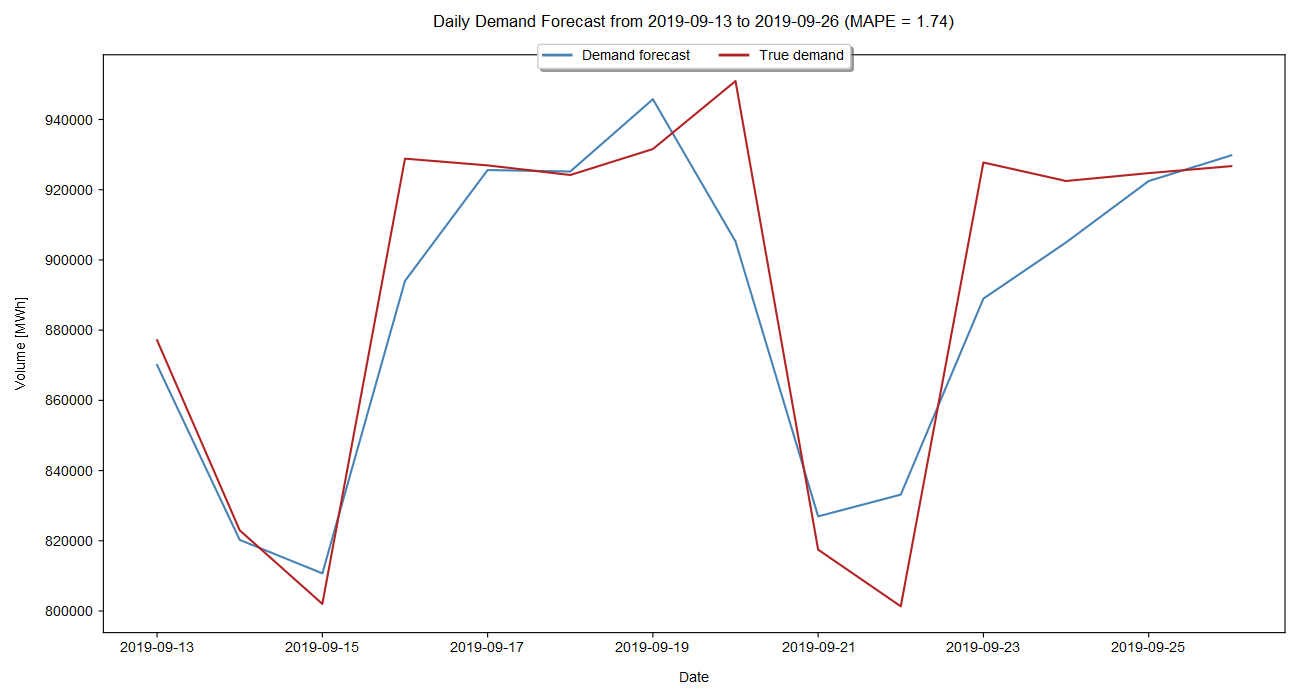 Daily Demand Forecast from 2019-09-13 to 2019-09-26 (MAPE = 1.74)
Demand forecast True demand
940000
920000
900000
880000
860000
840000
820000
800000
Volume [MWh]
2019-09-13 2019-09-15 2019-09-17 2019-09-19 2019-09-21 2019-09-23 2019-09-25
Date